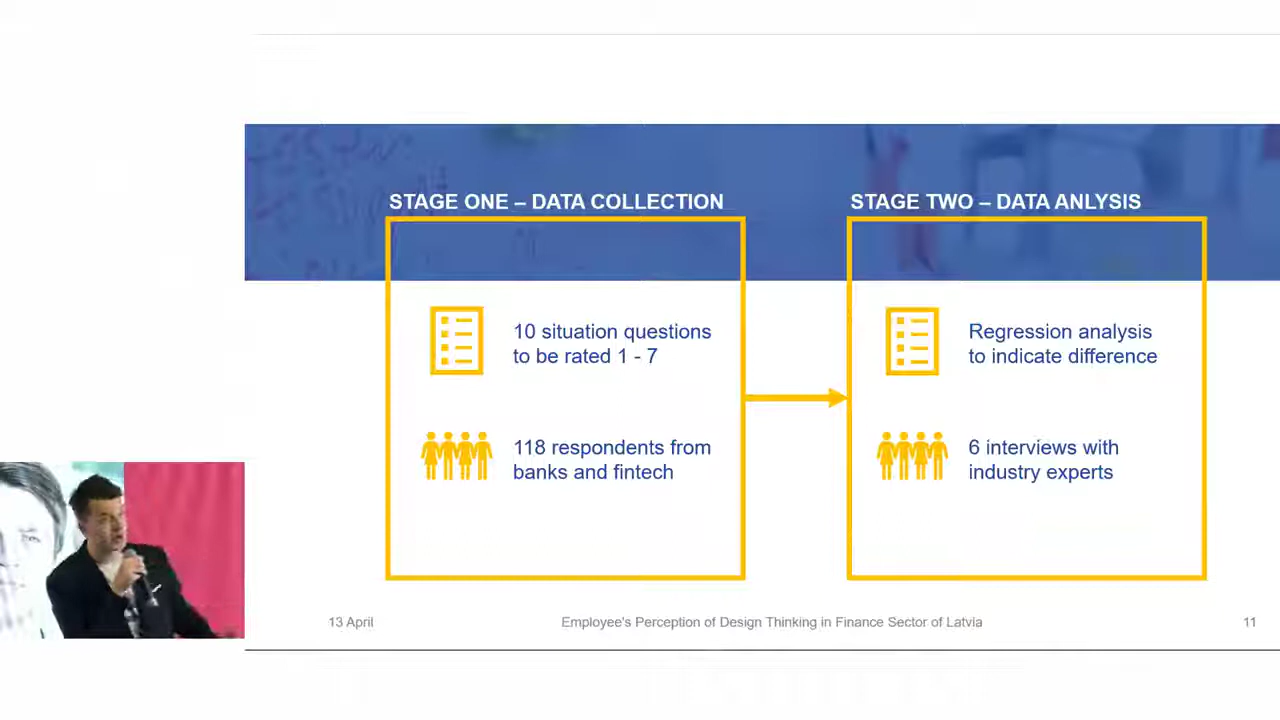 STAGE ONE – DATA COLLECTION
10 situation questions
to be rated 1 - 7
118 respondents from
banks and fintech
STAGE TWO – DATA ANLYSIS
Regression analysis
to indicate difference
6 interviews with
industry experts
13 April
Employee's Perception of Design Thinking in Finance Sector of Latvia
11